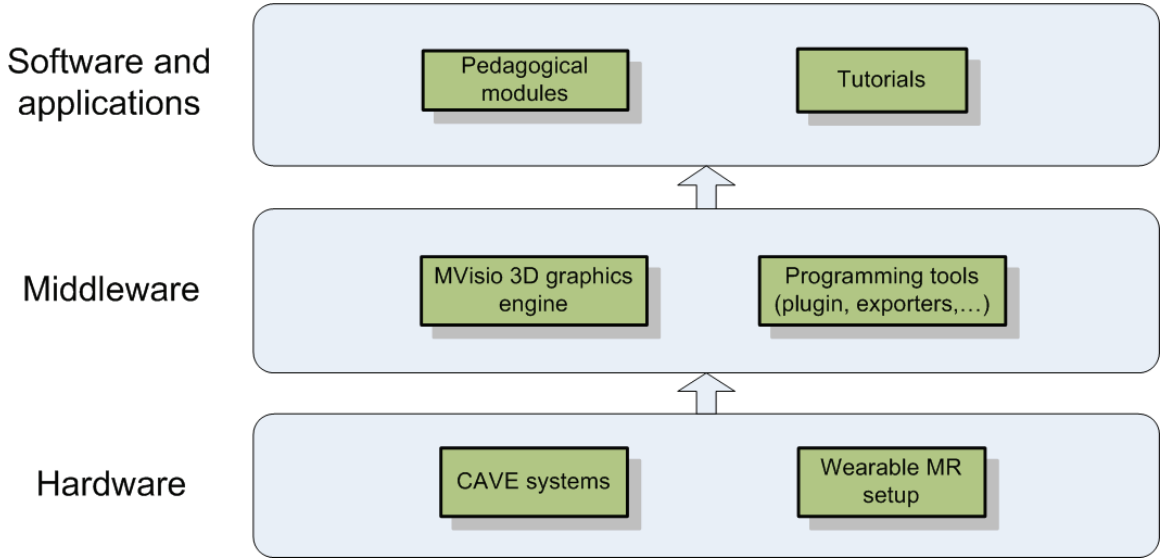 Software and
applications
Pedagogical
modules
Tutorials
Middleware
MVisio 3D graphics
engine
Programming tools
(plugin, exporters,...)
Hardware
CAVE systems
Wearable MR
setup